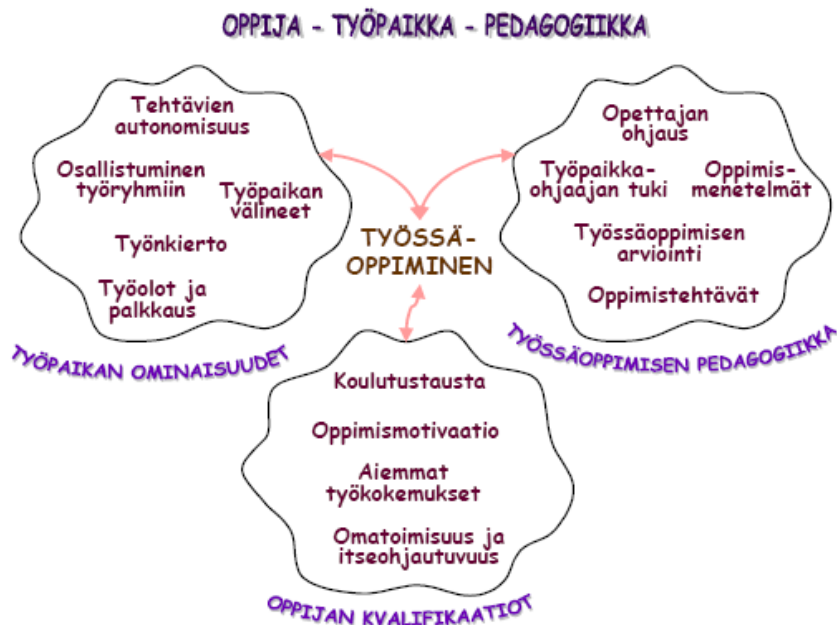 OPPIJA - TYÖPAIKKA - PEDAGOGIIKKA
Tehtävien
autonomisuus
Osallistuminen
työryhmiin
Työpaikan
välineet
Työnkierto
Työolot ja
palkkaus
TYÖPAIKAN OMINAISUUDET
TYÖSSÄ-
OPPIMINEN
Opettajan
ohjaus
Työpaikka-
ohjaajan tuki
Oppimis-
menetelmät
Työssäoppimisen
arviointi
Oppimistehtävät
TYÖSSÄOPPIMISEN PEDAGOGIIKKA
Koulutustausta
Oppimismotivaatio
Aiemmat
työkokemukset
Omatoimisuus ja
itseohjautuvuus
OPPIJAN KVALIFIKAATIOT